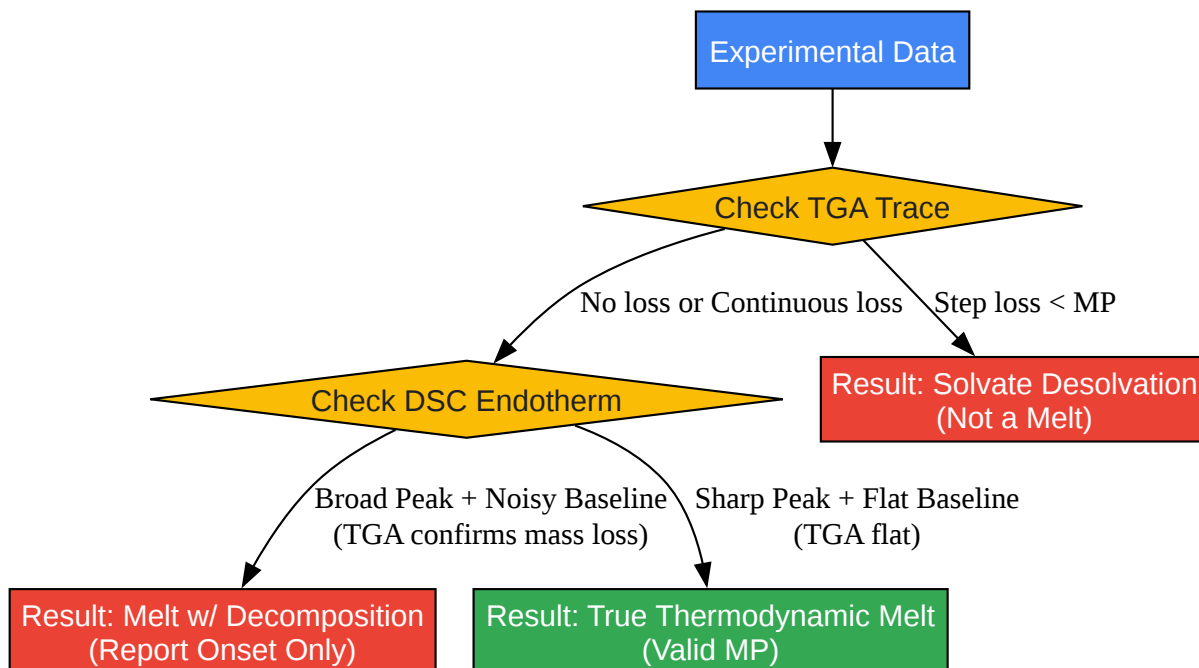 Experimental Data
Check TGA Trace
No loss or Continuous loss
Step loss < MP
Check DSC Endotherm
Result: Solvate Desolvation
(Not a Melt)
Broad Peak + Noisy Baseline
(TGA confirms mass loss)
Sharp Peak + Flat Baseline
(TGA flat)
Result: Melt w/ Decomposition
(Report Onset Only)
Result: True Thermodynamic Melt
(Valid MP)